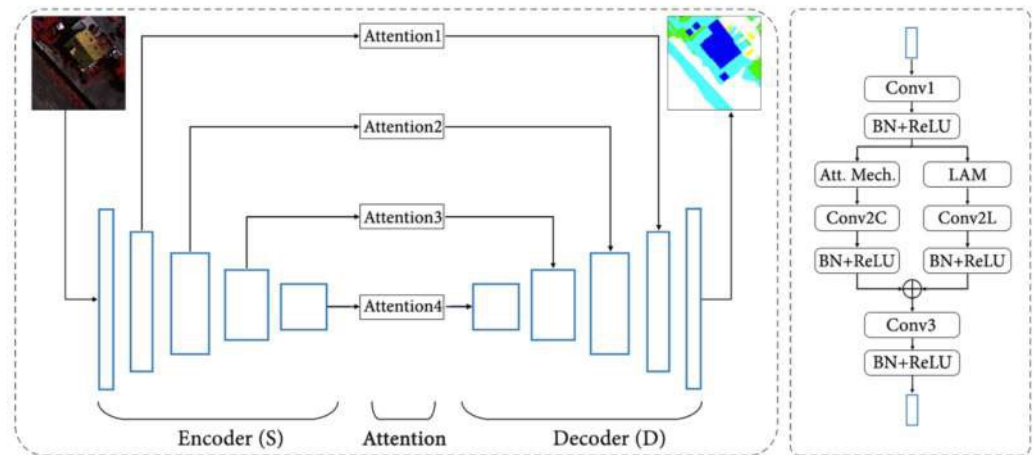 Attention1
Attention2
Attention3
Attention4
Encoder (S)
Attention
Decoder (D)
Conv1
BN+ReLU
Att. Mech.
LAM
Conv2C
Conv2L
BN+ReLU
BN+ReLU
Conv3
BN+ReLU